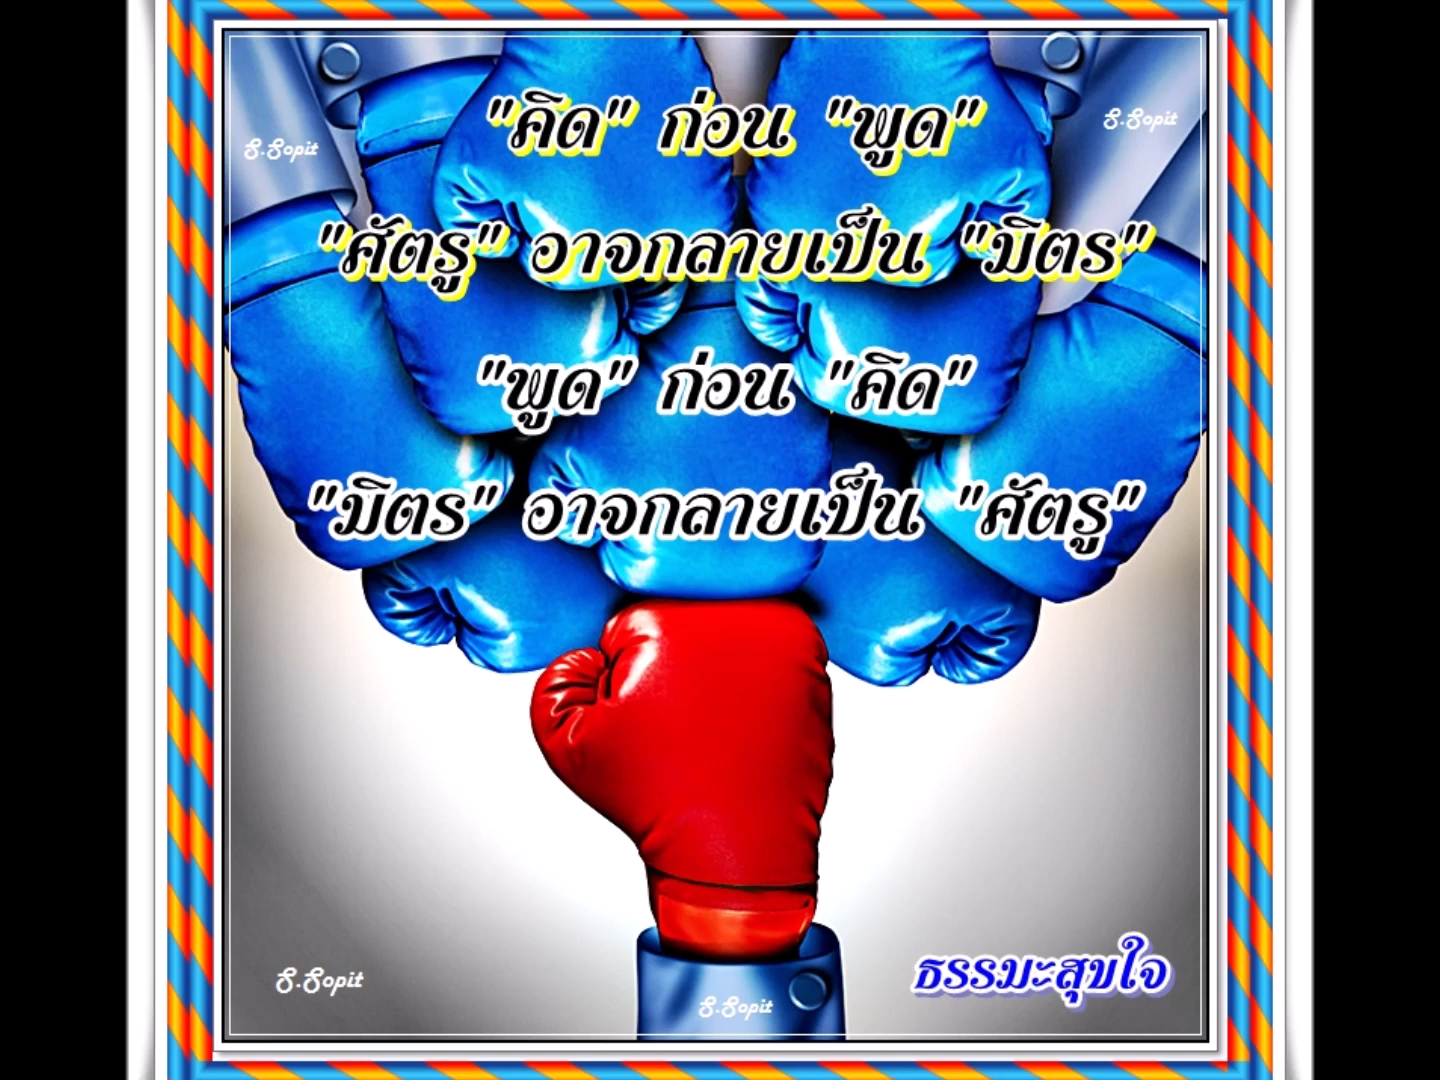 "คิด" ก่อน "พูด"
S.Sopit
S.Sopit
"ศัตรู" อาจกลายเป็น "มิตร"
"พูด" ก่อน "คิด"
"มิตร" อาจกลายเป็น "ศัตรู"
ธรรมะสุขใจ
S.Sopit
S.Sopit